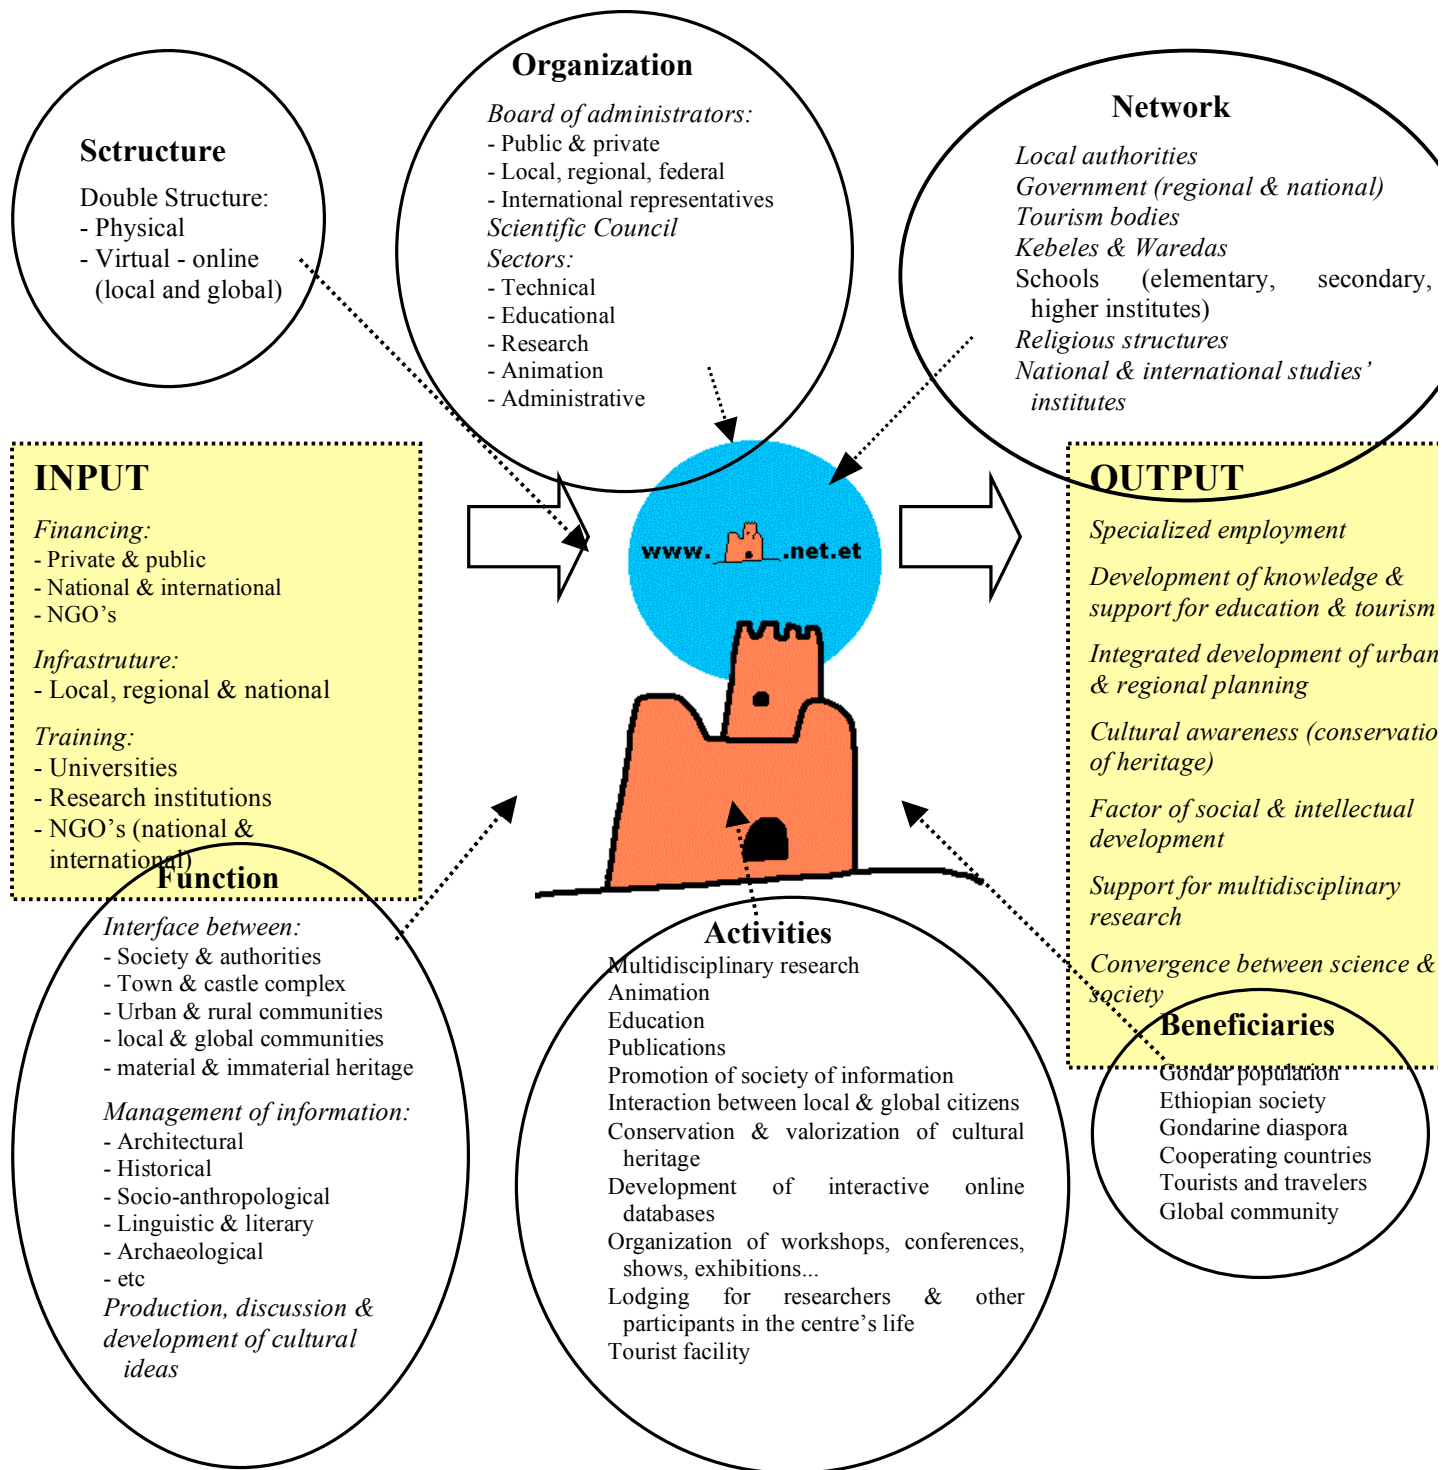 Sctructure
Double Structure:
- Physical
- Virtual - online
(local and global)
Organization
Board of administrators:
- Public & private
- Local, regional, federal
- International representatives
Scientific Council
Sectors:
- Technical
- Educational
- Research
- Animation
- Administrative
Network
Local authorities
Government (regional & national)
Tourism bodies
Kebeles & Waredas
Schools (elementary, secondary,
higher institutes)
Religious structures
National & international studies’
institutes
INPUT
Financing:
- Private & public
- National & international
- NGO’s
Infrastruture:
- Local, regional & national
Training:
- Universities
- Research institutions
- NGO’s (national &
international)
www. .net.et
OUTPUT
Specialized employment
Development of knowledge &
support for education & tourism
Integrated development of urban
& regional planning
Cultural awareness (conservatio
of heritage)
Factor of social & intellectual
development
Support for multidisciplinary
research
Convergence between science &
society
Function
Interface between:
- Society & authorities
- Town & castle complex
- Urban & rural communities
- local & global communities
- material & immaterial heritage
Management of information:
- Architectural
- Historical
- Socio-anthropological
- Linguistic & literary
- Archaeological
- etc
Production, discussion &
development of cultural
ideas
Activities
Multidisciplinary research
Animation
Education
Publications
Promotion of society of information
Interaction between local & global citizens
Conservation & valorization of cultural
heritage
Development of interactive online
databases
Organization of workshops, conferences,
shows, exhibitions...
Lodging for researchers & other
participants in the centre’s life
Tourist facility
Beneficiaries
Gondar population
Ethiopian society
Gondarine diaspora
Cooperating countries
Tourists and travelers
Global community